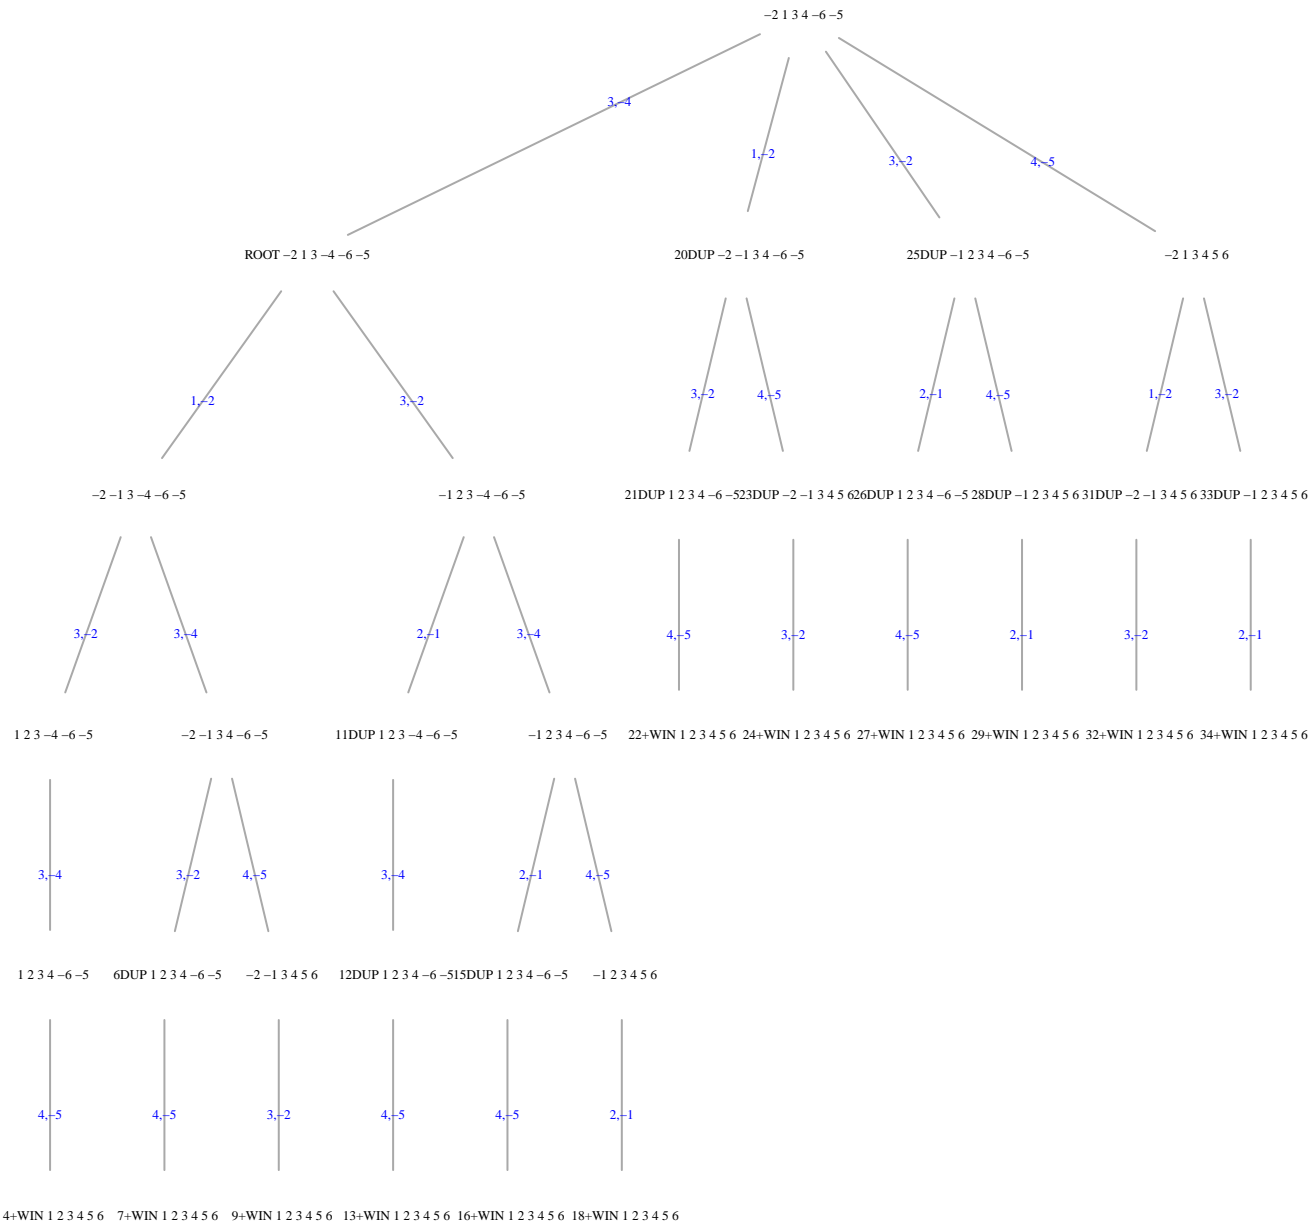 −2 1 3 4 −6 −5
3,−4
1,−2
3,−2
4,−5
ROOT −2 1 3 −4 −6 −5
20DUP −2 −1 3 4 −6 −5
25DUP −1 2 3 4 −6 −5
−2 1 3 4 5 6
1,−2
3,−2
3,−2
4,−5
2,−1
4,−5
1,−2
3,−2
−2 −1 3 −4 −6 −5
−1 2 3 −4 −6 −5
21DUP 1 2 3 4 −6 −5
23DUP −2 −1 3 4 5 6
26DUP 1 2 3 4 −6 −5
28DUP −1 2 3 4 5 6
31DUP −2 −1 3 4 5 6
33DUP −1 2 3 4 5 6
3,−2
3,−4
2,−1
3,−4
4,−5
3,−2
4,−5
2,−1
3,−2
2,−1
1 2 3 −4 −6 −5
−2 −1 3 4 −6 −5
11DUP 1 2 3 −4 −6 −5
−1 2 3 4 −6 −5
22+WIN 1 2 3 4 5 6
24+WIN 1 2 3 4 5 6
27+WIN 1 2 3 4 5 6
29+WIN 1 2 3 4 5 6
32+WIN 1 2 3 4 5 6
34+WIN 1 2 3 4 5 6
3,−4
3,−2
4,−5
3,−4
2,−1
4,−5
1 2 3 4 −6 −5
6DUP 1 2 3 4 −6 −5
−2 −1 3 4 5 6
12DUP 1 2 3 4 −6 −5
15DUP 1 2 3 4 −6 −5
−1 2 3 4 5 6
4,−5
4,−5
3,−2
4,−5
4,−5
2,−1
4+WIN 1 2 3 4 5 6
7+WIN 1 2 3 4 5 6
9+WIN 1 2 3 4 5 6
13+WIN 1 2 3 4 5 6
16+WIN 1 2 3 4 5 6
18+WIN 1 2 3 4 5 6